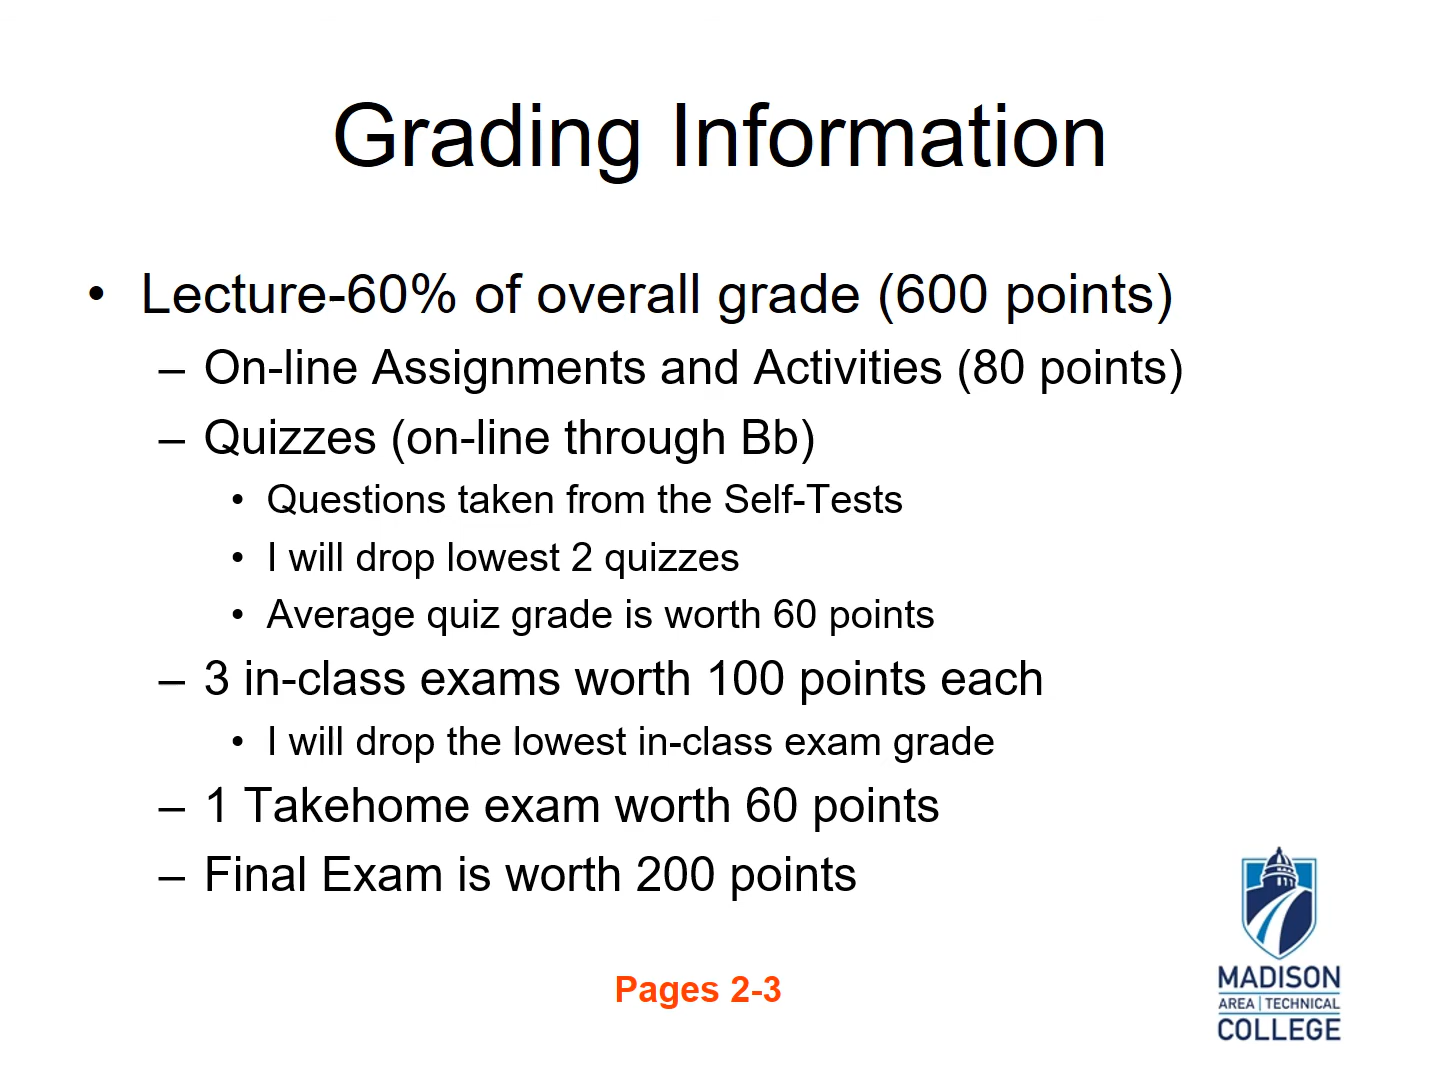 Grading Information
• Lecture-60% of overall grade (600 points)
– On-line Assignments and Activities (80 points)
– Quizzes (on-line through Bb)
• Questions taken from the Self-Tests
• I will drop lowest 2 quizzes
• Average quiz grade is worth 60 points
– 3 in-class exams worth 100 points each
• I will drop the lowest in-class exam grade
– 1 Takehome exam worth 60 points
– Final Exam is worth 200 points
Pages 2-3
MADISON
AREA | TECHNICAL
COLLEGE